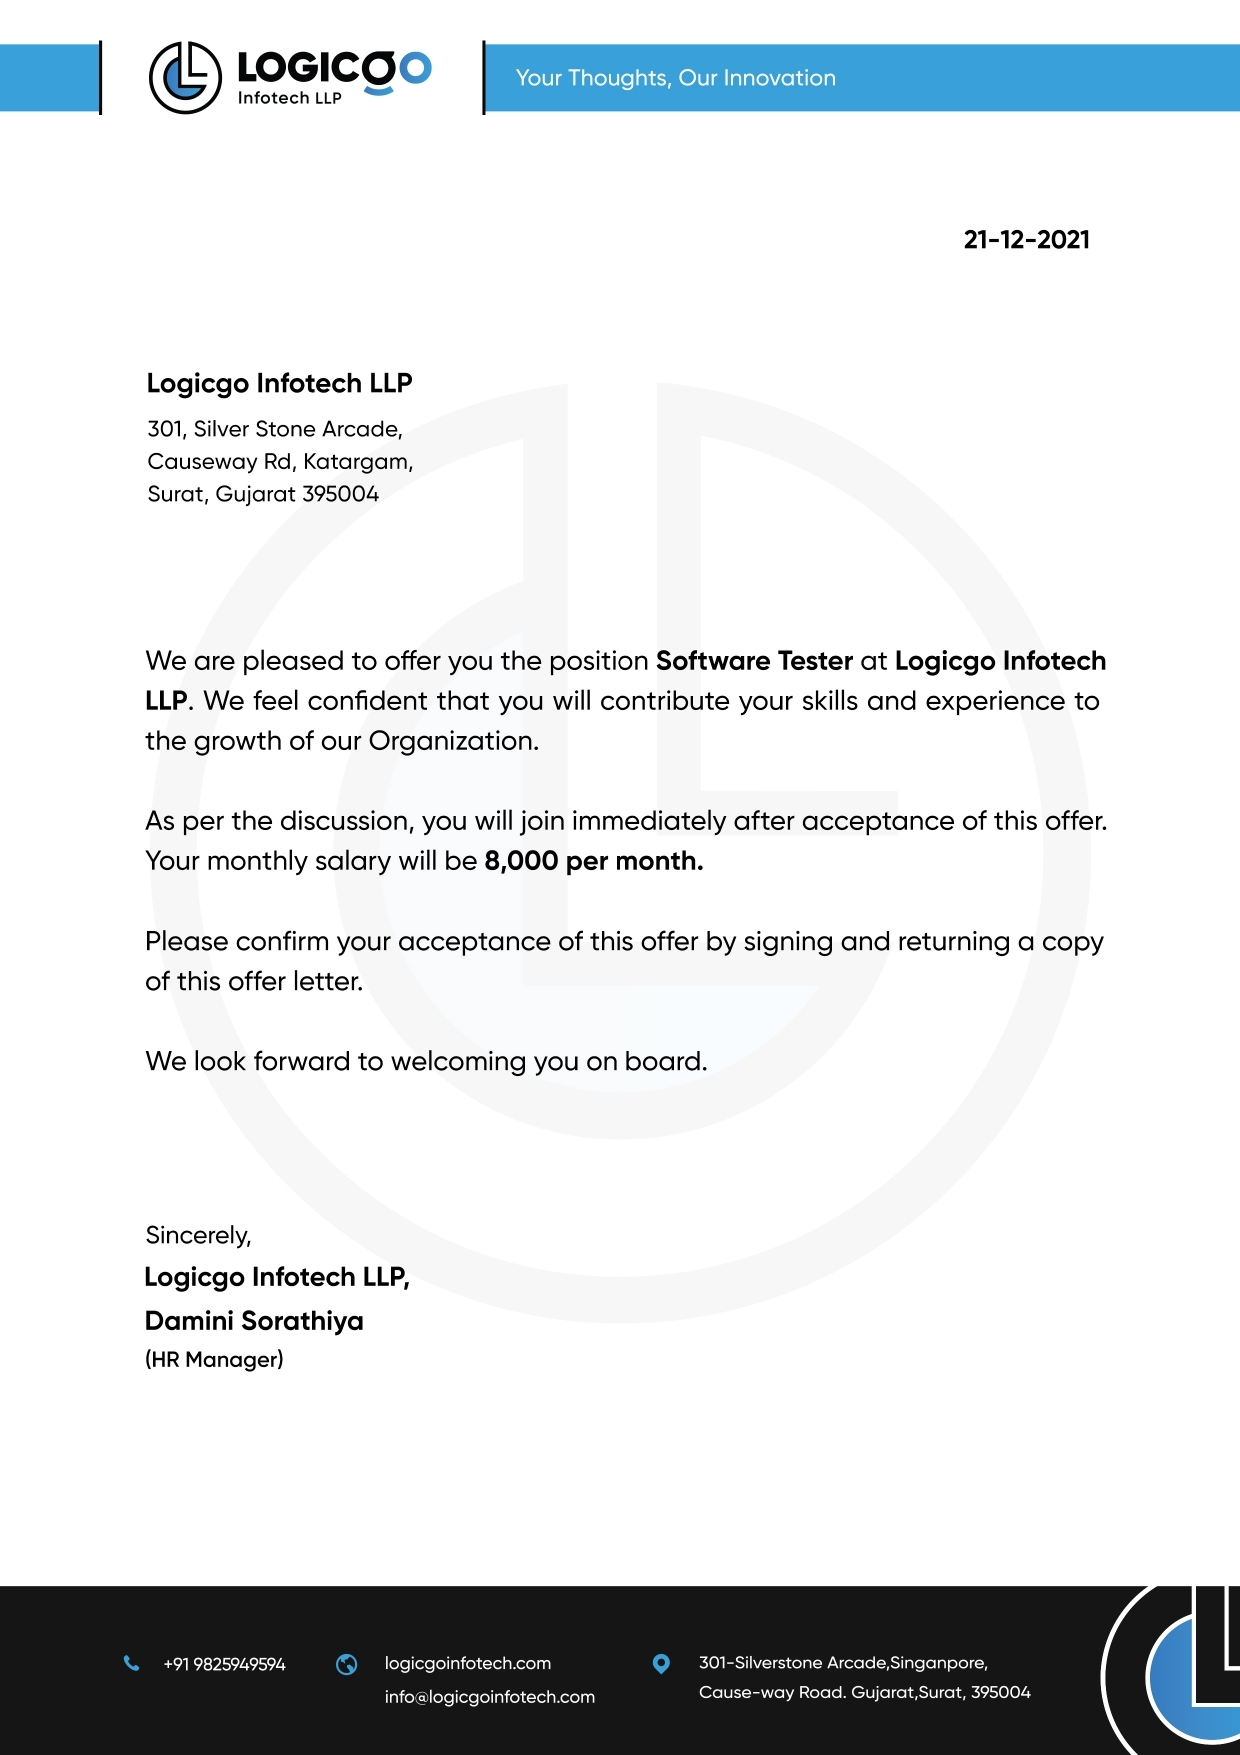 LOGICGO
Infotech LLP
Your Thoughts, Our Innovation
21-12-2021
Logicgo Infotech LLP
301, Silver Stone Arcade,
Causeway Rd, Katargam,
Surat, Gujarat 395004
We are pleased to offer you the position Software Tester at Logicgo Infotech
LLP. We feel confident that you will contribute your skills and experience to
the growth of our Organization.
As per the discussion, you will join immediately after acceptance of this offer.
Your monthly salary will be 8,000 per month.
Please confirm your acceptance of this offer by signing and returning a copy
of this offer letter.
We look forward to welcoming you on board.
Sincerely,
Logicgo Infotech LLP,
Damini Sorathiya
(HR Manager)
+91 9825949594
logicgoinfotech.com
info@logicgoinfotech.com
301-Silverstone Arcade,Singanpore,
Cause-way Road. Gujarat,Surat, 395004